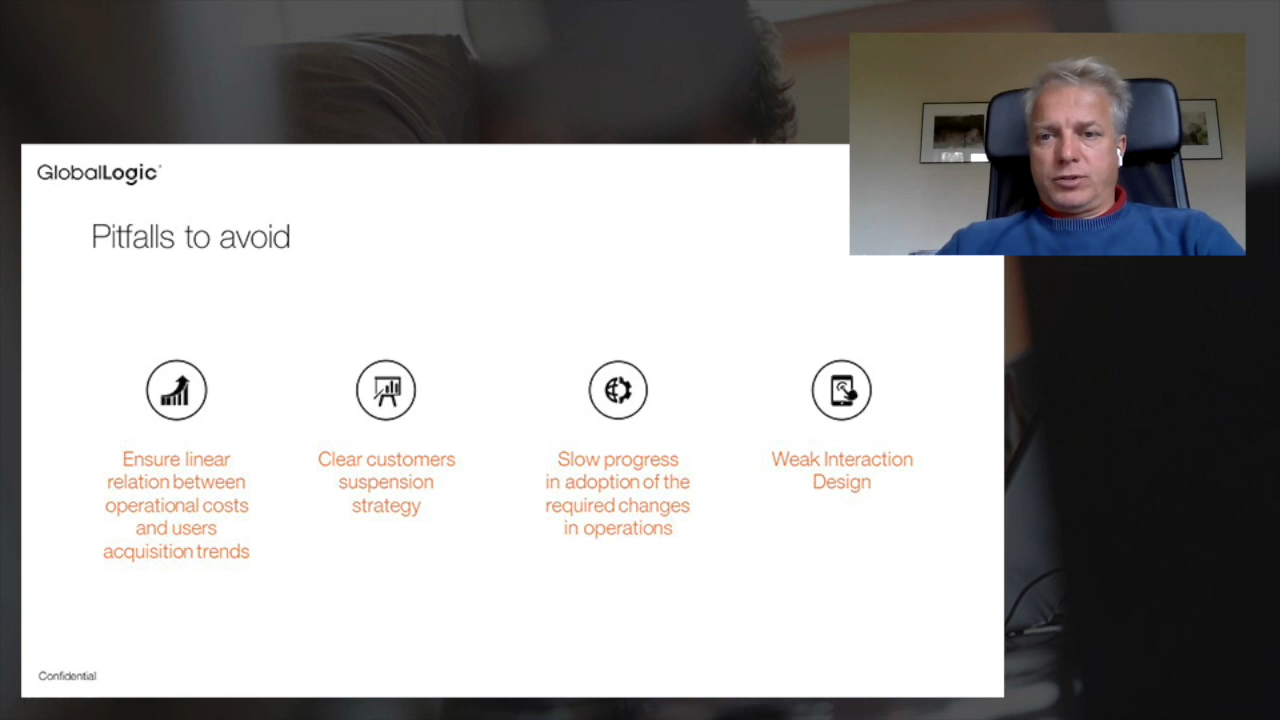 GlobalLogic
Pitfalls to avoid
Ensure linear
relation between
operational costs
and users
acquisition trends
Clear customers
suspension
strategy
Slow progress
in adoption of the
required changes
in operations
Weak Interaction
Design
Confidential